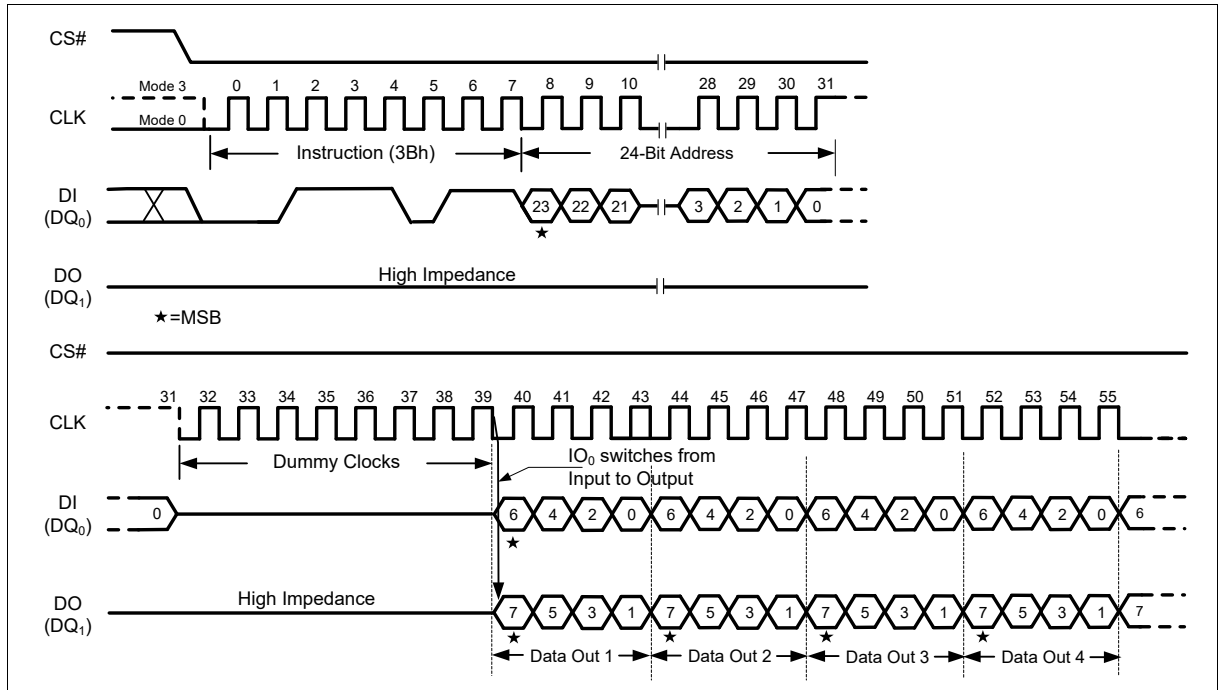 CS#
Mode 3 0 1 2 3 4 5 6 7 8 9 10 28 29 30 31
CLK
Mode 0
Instruction (3Bh) 24-Bit Address
DI
(DQ0) 23 22 21 3 2 1 0
★
DO High Impedance
(DQ1)
★=MSB
CS#
31 32 33 34 35 36 37 38 39 40 41 42 43 44 45 46 47 48 49 50 51 52 53 54 55
CLK
Dummy Clocks
IO0 switches from
Input to Output
DI
(DQ0) 0 6 4 2 0 6 4 2 0 6 4 2 0 6 4 2 0 6
★
DO High Impedance
(DQ1) 7 5 3 1 7 5 3 1 7 5 3 1 7 5 3 1 7
★ ★ ★ ★
Data Out 1 Data Out 2 Data Out 3 Data Out 4